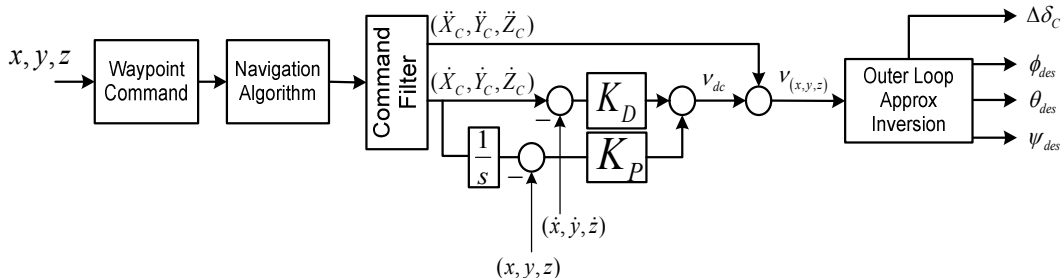 x, y, z
Waypoint
Command
Navigation
Algorithm
Command
Filter
(Ẍ_C, Ÿ_C, Z̈_C)
(Ẋ_C, Ẏ_C, Ż_C)
1
s
−
−
K_D
K_P
ν_dc
ν_(x,y,z)
Outer Loop
Approx
Inversion
Δδ_C
ϕ_des
θ_des
ψ_des
(ẋ, ẏ, ż)
(x, y, z)